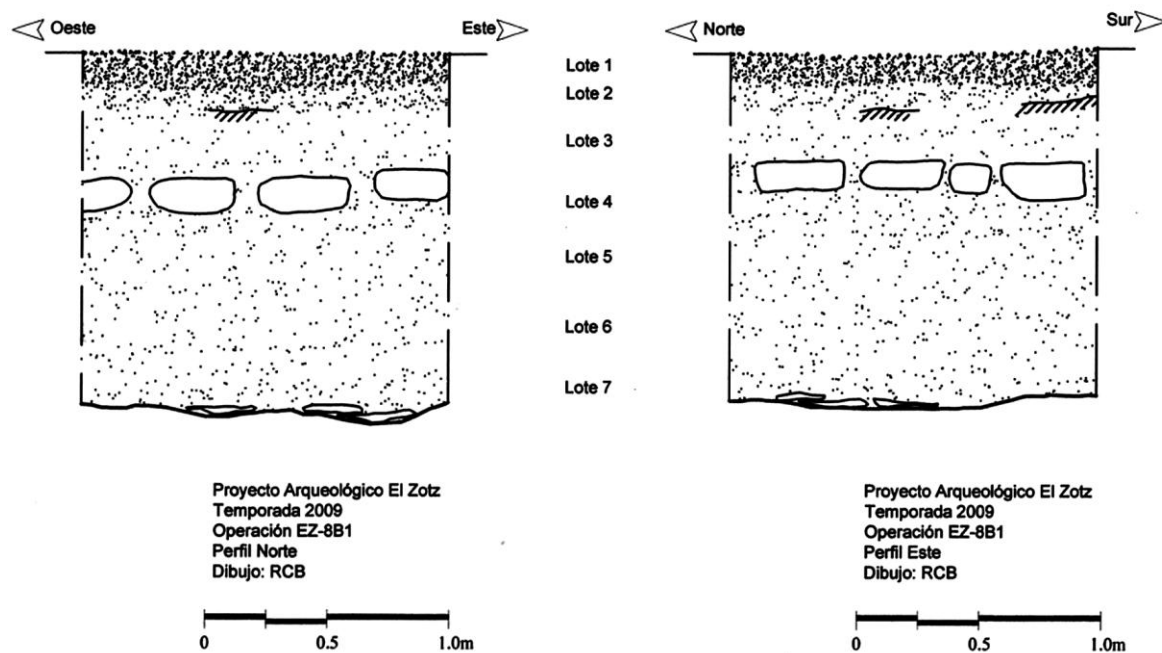 Oeste
Este
Norte
Sur
Lote 1
Lote 2
Lote 3
Lote 4
Lote 5
Lote 6
Lote 7
Proyecto Arqueológico El Zotz
Temporada 2009
Operación EZ-8B1
Perfil Norte
Dibujo: RCB
0 0.5 1.0m
Proyecto Arqueológico El Zotz
Temporada 2009
Operación EZ-8B1
Perfil Este
Dibujo: RCB
0 0.5 1.0m